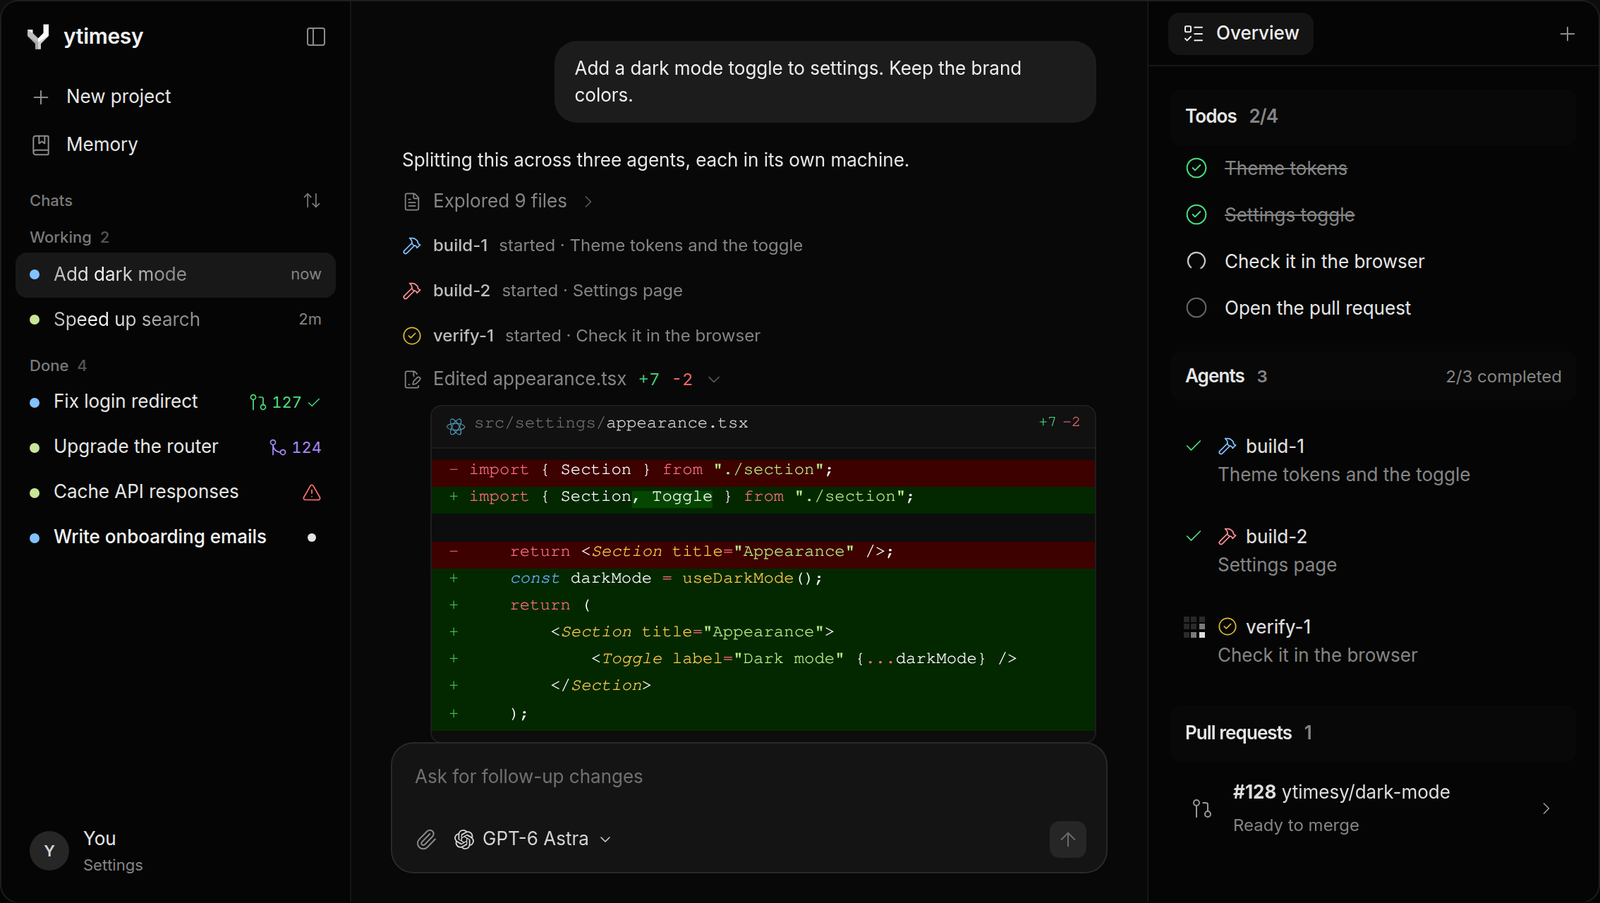 ytimesy
New project
Memory
Chats
Working 2
Add dark mode now
Speed up search 2m
Done 4
Fix login redirect 127
Upgrade the router 124
Cache API responses
Write onboarding emails
Y
You
Settings
Add a dark mode toggle to settings. Keep the brand
colors.
Splitting this across three agents, each in its own machine.
Explored 9 files
build-1 started · Theme tokens and the toggle
build-2 started · Settings page
verify-1 started · Check it in the browser
Edited appearance.tsx +7 -2
src/settings/appearance.tsx +7 −2
- import { Section } from "./section";
+ import { Section, Toggle } from "./section";
- return <Section title="Appearance" />;
+ const darkMode = useDarkMode();
+ return (
+ <Section title="Appearance">
+ <Toggle label="Dark mode" {...darkMode} />
+ </Section>
+ );
Ask for follow-up changes
GPT-6 Astra
Overview
Todos 2/4
Theme tokens
Settings toggle
Check it in the browser
Open the pull request
Agents 3 2/3 completed
build-1
Theme tokens and the toggle
build-2
Settings page
verify-1
Check it in the browser
Pull requests 1
#128 ytimesy/dark-mode
Ready to merge